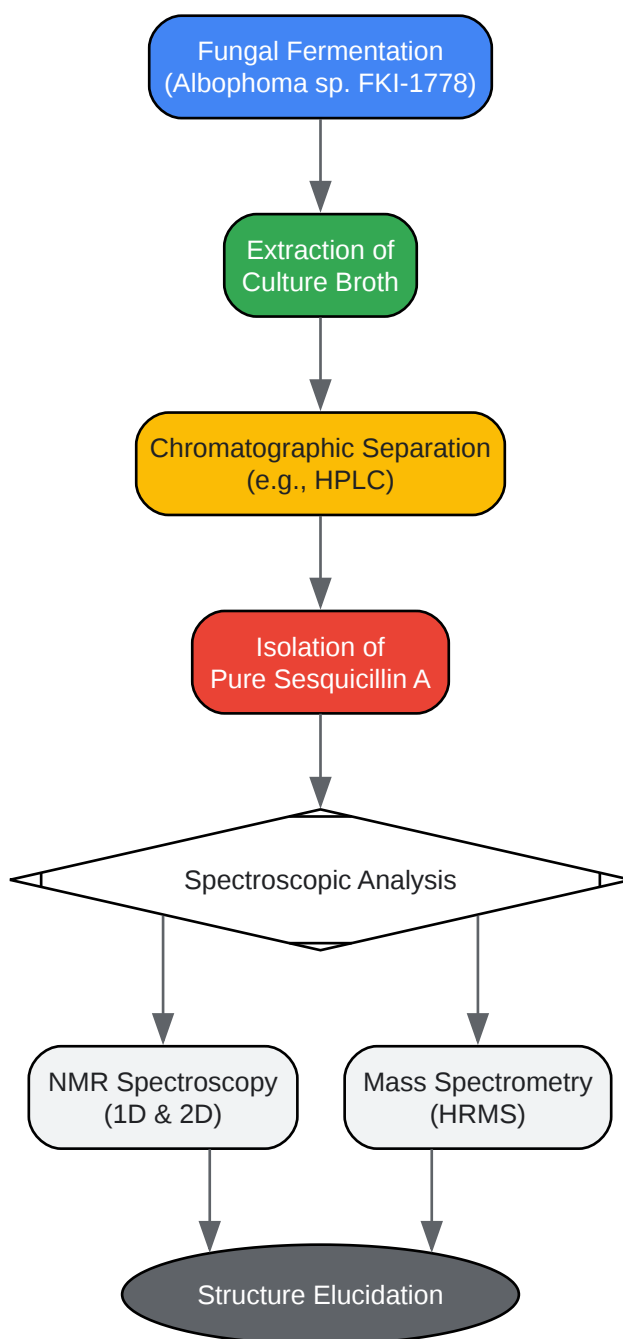 Fungal Fermentation
(Albophoma sp. FKI-1778)
Extraction of
Culture Broth
Chromatographic Separation
(e.g., HPLC)
Isolation of
Pure Sesquicillin A
Spectroscopic Analysis
NMR Spectroscopy
(1D & 2D)
Mass Spectrometry
(HRMS)
Structure Elucidation